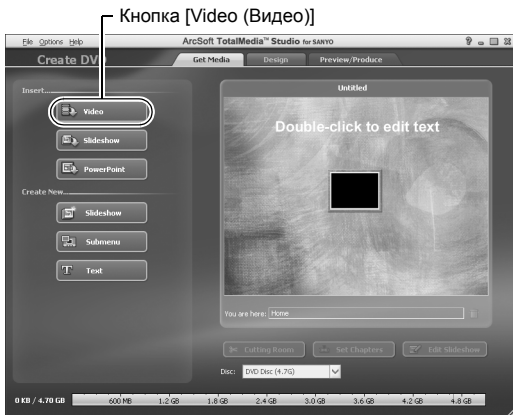 Кнопка [Video (Видео)]
File Options Help
ArcSoft TotalMedia™ Studio for SANYO
Create DVD
Get Media
Design
Preview/Produce
Insert
Video
Slideshow
PowerPoint
Create New
Slideshow
Submenu
Text
Untitled
Double-click to edit text
You are here: Home
Cutting Room
Set Chapters
Edit Slideshow
Disc: DVD Disc (4.7G)
0 KB / 4.70 GB
600 MB 1.2 GB 1.8 GB 2.4 GB 3.0 GB 3.6 GB 4.2 GB 4.8 GB